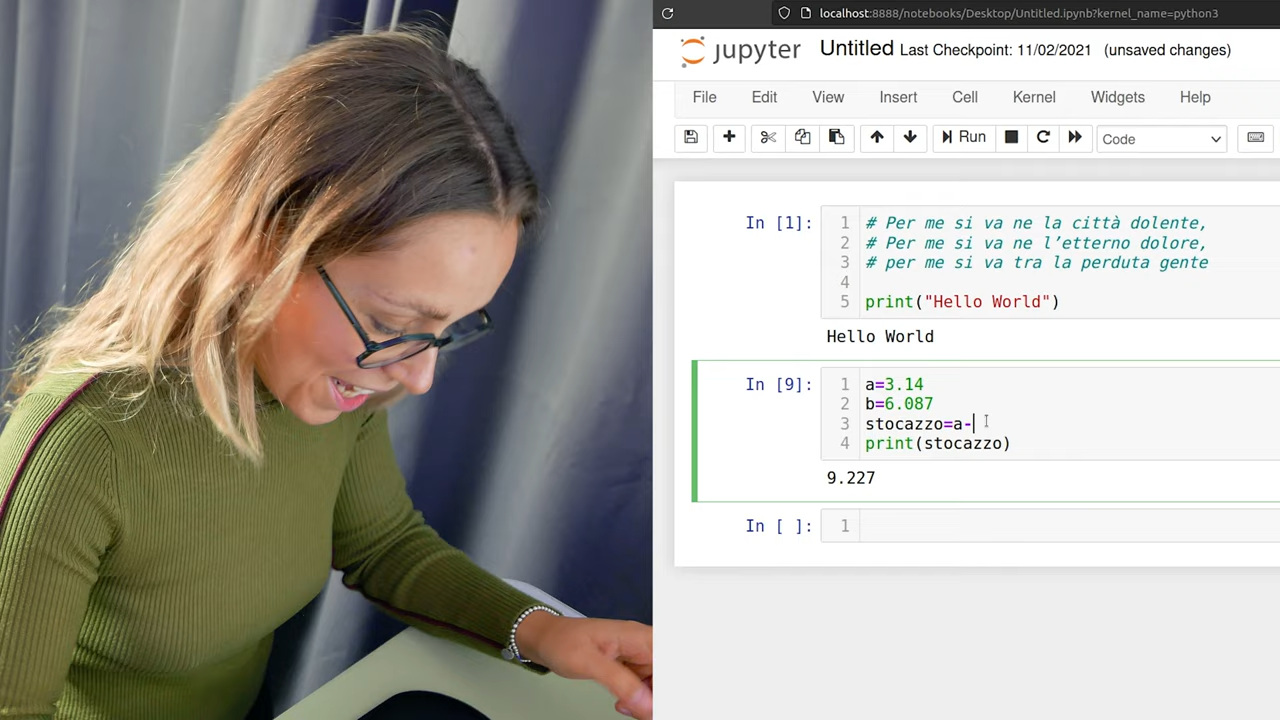 localhost:8888/notebooks/Desktop/Untitled.ipynb?kernel_name=python3
jupyter Untitled Last Checkpoint: 11/02/2021 (unsaved changes)
File Edit View Insert Cell Kernel Widgets Help
Run Code
In [1]: 1 # Per me si va ne la città dolente,
2 # Per me si va ne l’etterno dolore,
3 # per me si va tra la perduta gente
4
5 print("Hello World")
Hello World
In [9]: 1 a=3.14
2 b=6.087
3 stocazzo=a-
4 print(stocazzo)
9.227
In [ ]: 1